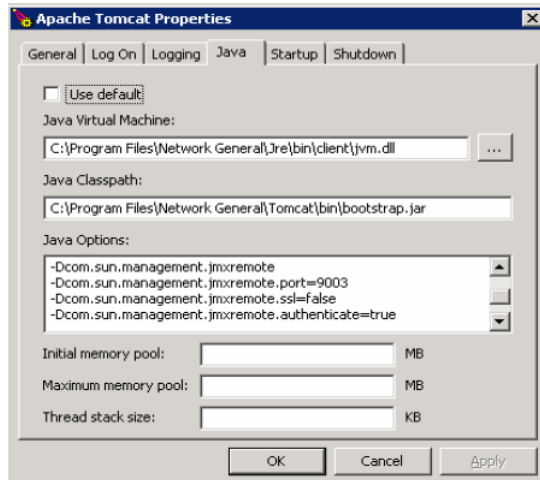 Apache Tomcat Properties
General Log On Logging Java Startup Shutdown
Use default
Java Virtual Machine:
C:\Program Files\Network General\Jre\bin\client\jvm.dll ...
Java Classpath:
C:\Program Files\Network General\Tomcat\bin\bootstrap.jar
Java Options:
-Dcom.sun.management.jmxremote
-Dcom.sun.management.jmxremote.port=9003
-Dcom.sun.management.jmxremote.ssl=false
-Dcom.sun.management.jmxremote.authenticate=true
Initial memory pool: MB
Maximum memory pool: MB
Thread stack size: KB
OK Cancel Apply